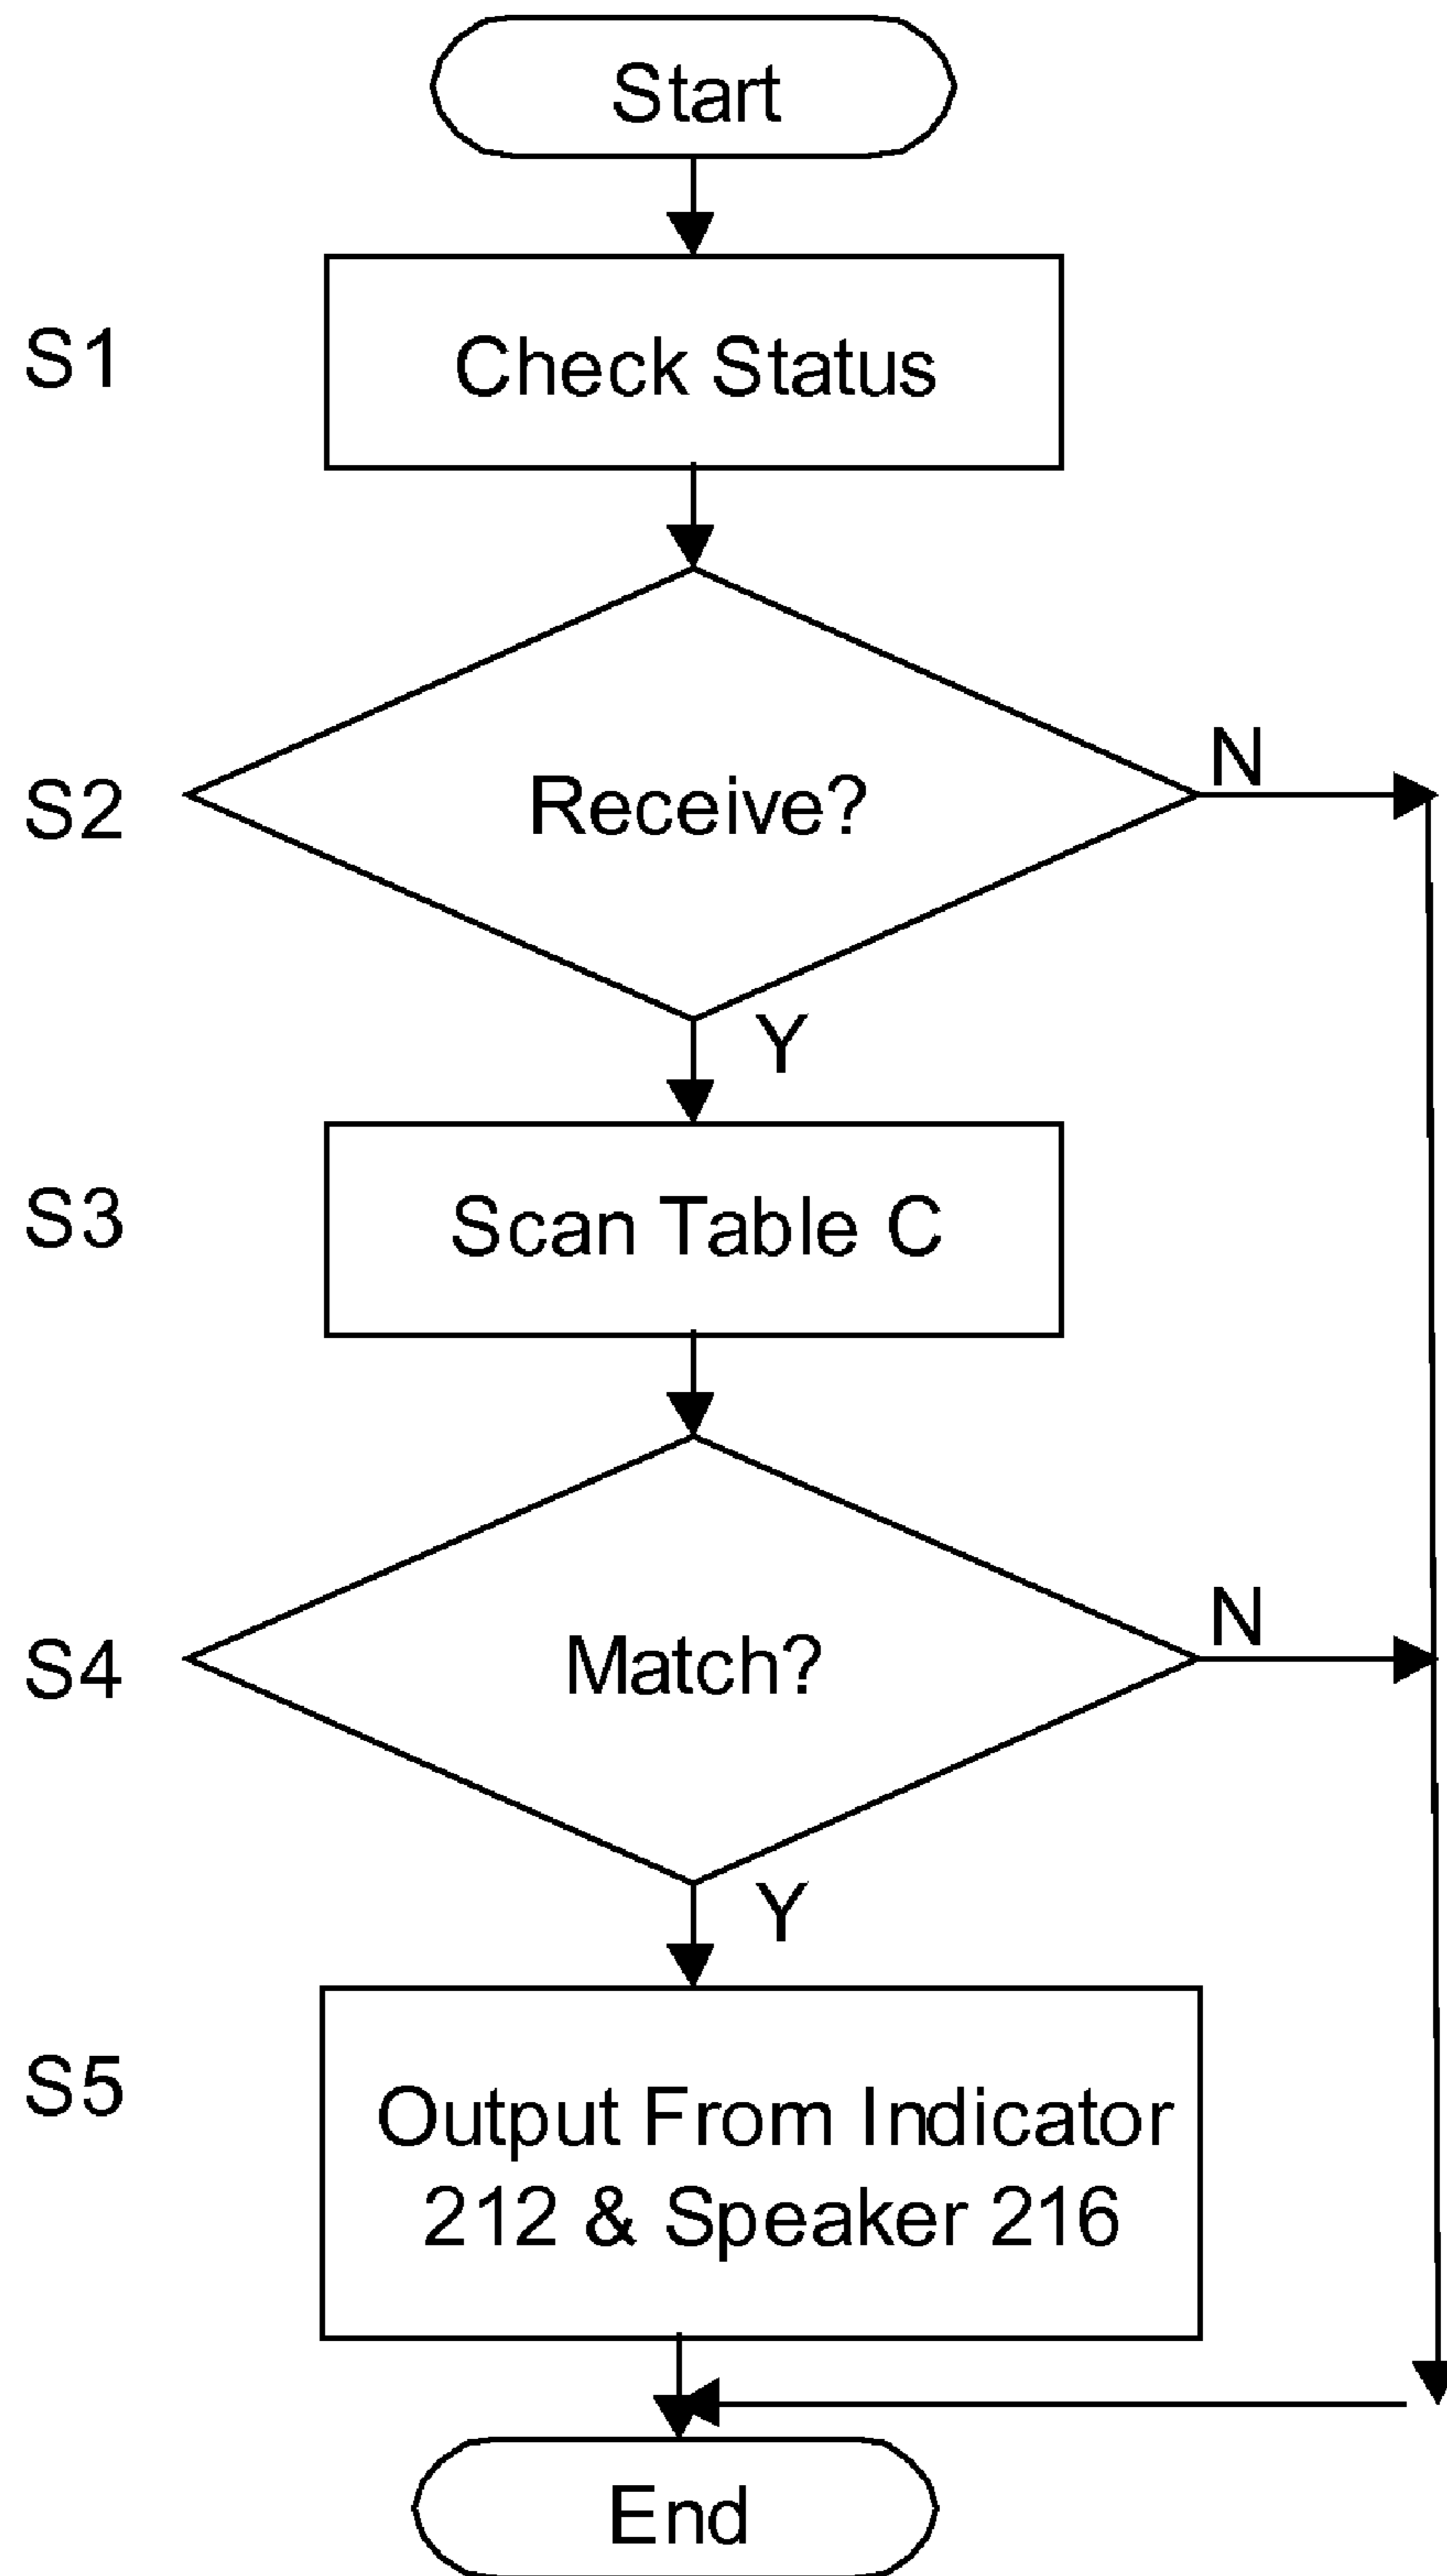 Start
S1
Check Status
S2
Receive?
N
Y
S3
Scan Table C
S4
Match?
N
Y
S5
Output From Indicator
212 & Speaker 216
End